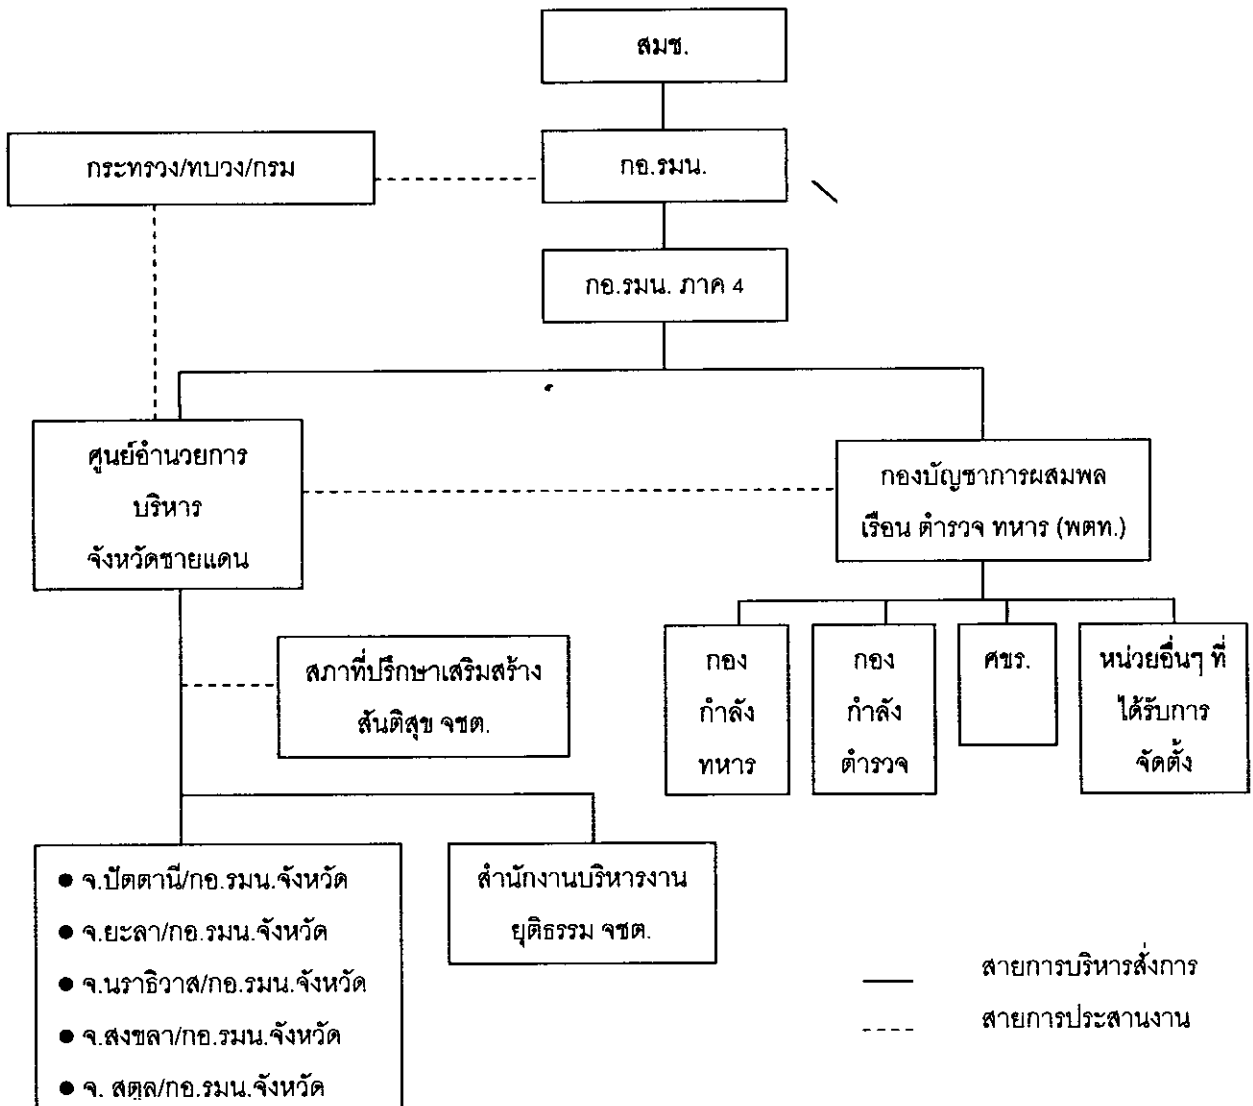 สมช.
กระทรวง/ทบวง/กรม
กอ.รมน.
กอ.รมน. ภาค 4
ศูนย์อำนวยการ
บริหาร
จังหวัดชายแดน
กองบัญชาการผสมพล
เรือน ตำรวจ ทหาร (พตท.)
สภาที่ปรึกษาเสริมสร้าง
สันติสุข จชต.
กอง
กำลัง
ทหาร
กอง
กำลัง
ตำรวจ
ศขร.
หน่วยอื่นๆ ที่
ได้รับการ
จัดตั้ง
● จ.ปัตตานี/กอ.รมน.จังหวัด
● จ.ยะลา/กอ.รมน.จังหวัด
● จ.นราธิวาส/กอ.รมน.จังหวัด
● จ.สงขลา/กอ.รมน.จังหวัด
● จ. สตูล/กอ.รมน.จังหวัด
สำนักงานบริหารงาน
ยุติธรรม จชต.
สายการบริหารสั่งการ
สายการประสานงาน